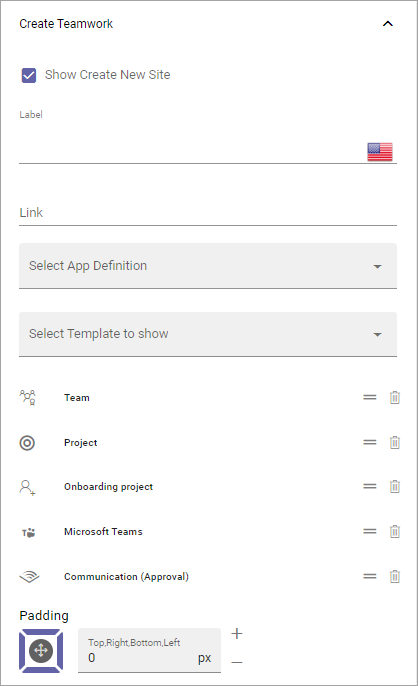 Create Teamwork
Show Create New Site
Label
Link
Select App Definition
Select Template to show
Team
Project
Onboarding project
Microsoft Teams
Communication (Approval)
Padding
Top,Right,Bottom,Left
0 px